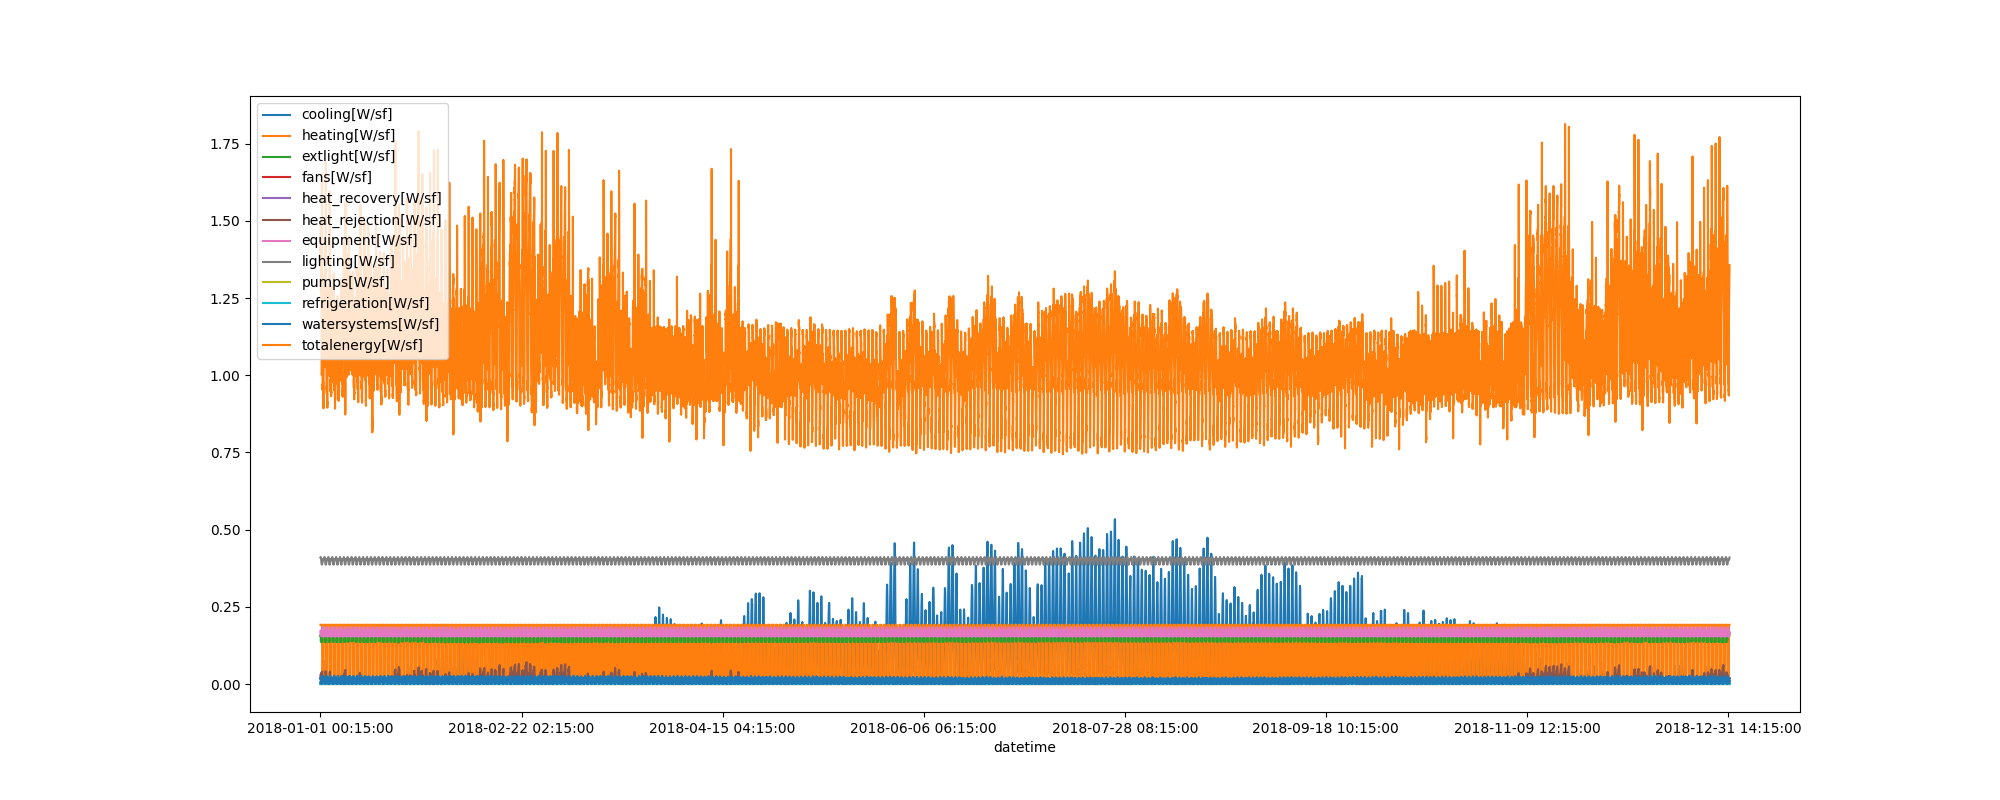 cooling[W/sf]
heating[W/sf]
extlight[W/sf]
fans[W/sf]
heat_recovery[W/sf]
heat_rejection[W/sf]
equipment[W/sf]
lighting[W/sf]
pumps[W/sf]
refrigeration[W/sf]
watersystems[W/sf]
totalenergy[W/sf]
1.75
1.50
1.25
1.00
0.75
0.50
0.25
0.00
2018-01-01 00:15:00 2018-02-22 02:15:00 2018-04-15 04:15:00 2018-06-06 06:15:00 2018-07-28 08:15:00 2018-09-18 10:15:00 2018-11-09 12:15:00 2018-12-31 14:15:00
datetime